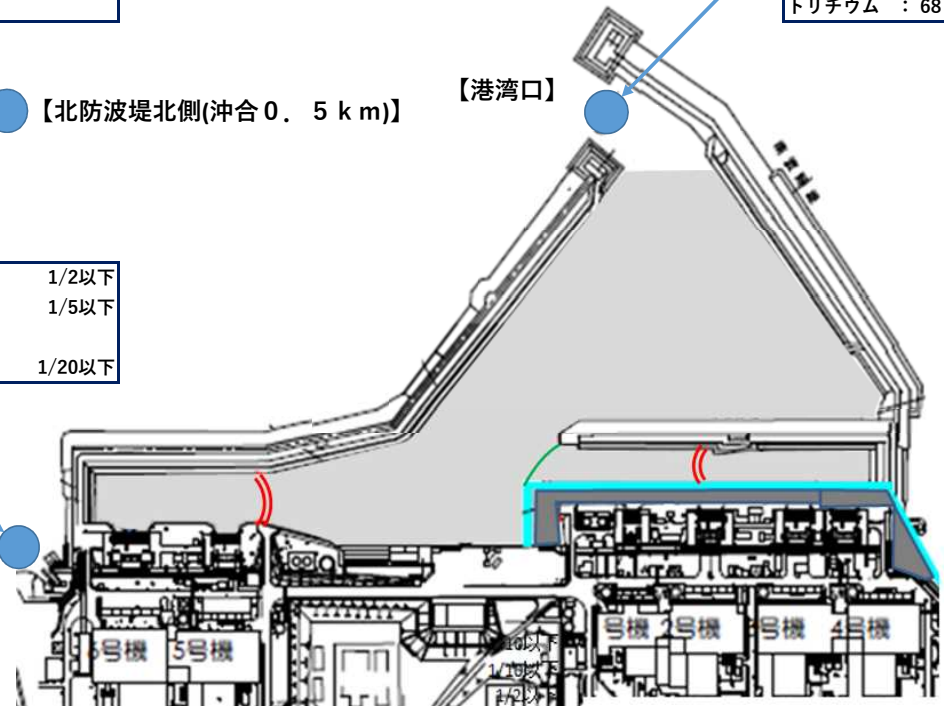 トリチウム ：68
【港湾口】
【北防波堤北側(沖合０．５ｋｍ)】
1/2以下
1/5以下
1/20以下
号機 2号機 号機 4号機
6号機 5号機
10以下
1/10以下
1/2以下